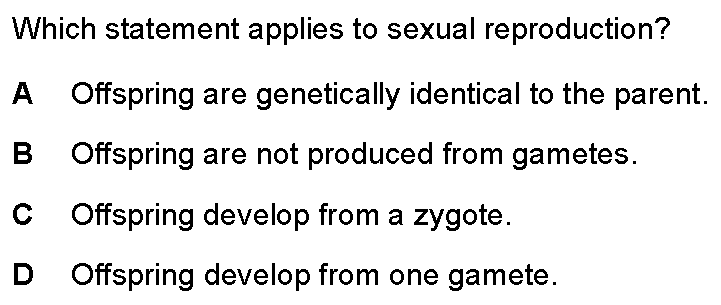 Which statement applies to sexual reproduction?
A Offspring are genetically identical to the parent.
B Offspring are not produced from gametes.
C Offspring develop from a zygote.
D Offspring develop from one gamete.